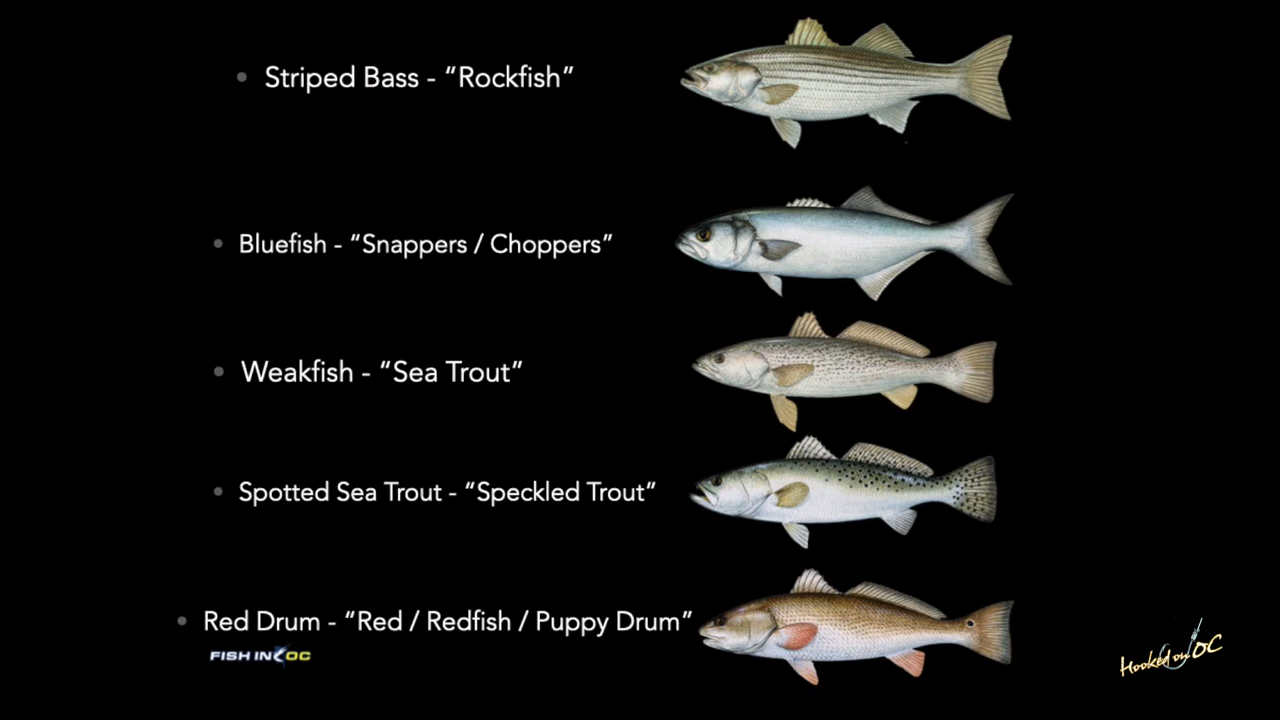 Striped Bass - “Rockfish”
Bluefish - “Snappers / Choppers”
Weakfish - “Sea Trout”
Spotted Sea Trout - “Speckled Trout”
Red Drum - “Red / Redfish / Puppy Drum”
FISH IN OC
Hooked on OC